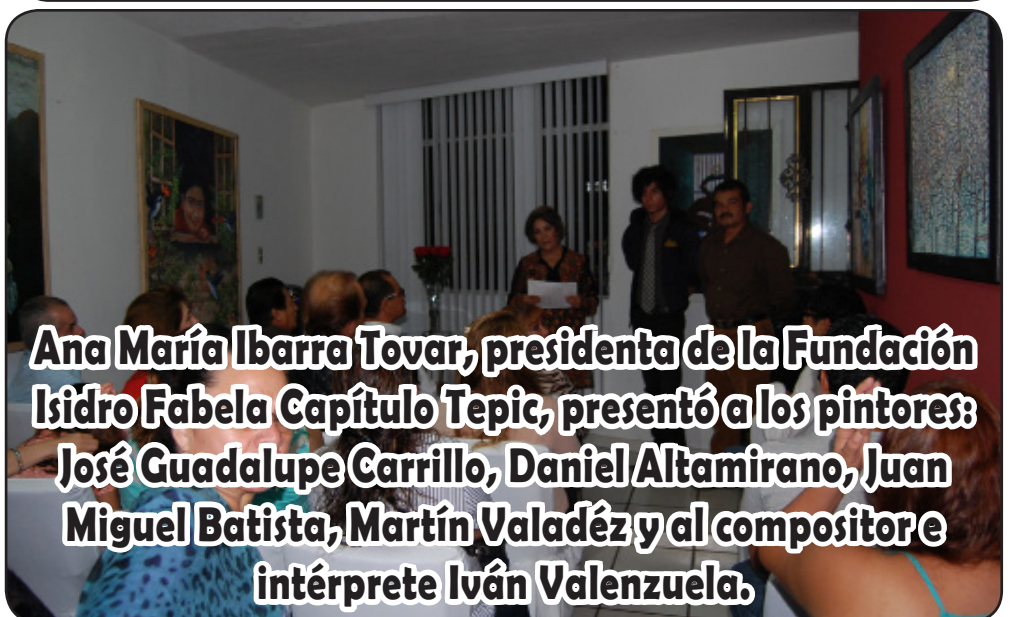 Ana María Ibarra Tovar, presidenta de la Fundación
Isidro Fabela Capítulo Tepic, presentó a los pintores:
José Guadalupe Carrillo, Daniel Altamirano, Juan
Miguel Batista, Martín Valadéz y al compositor e
intérprete Iván Valenzuela.